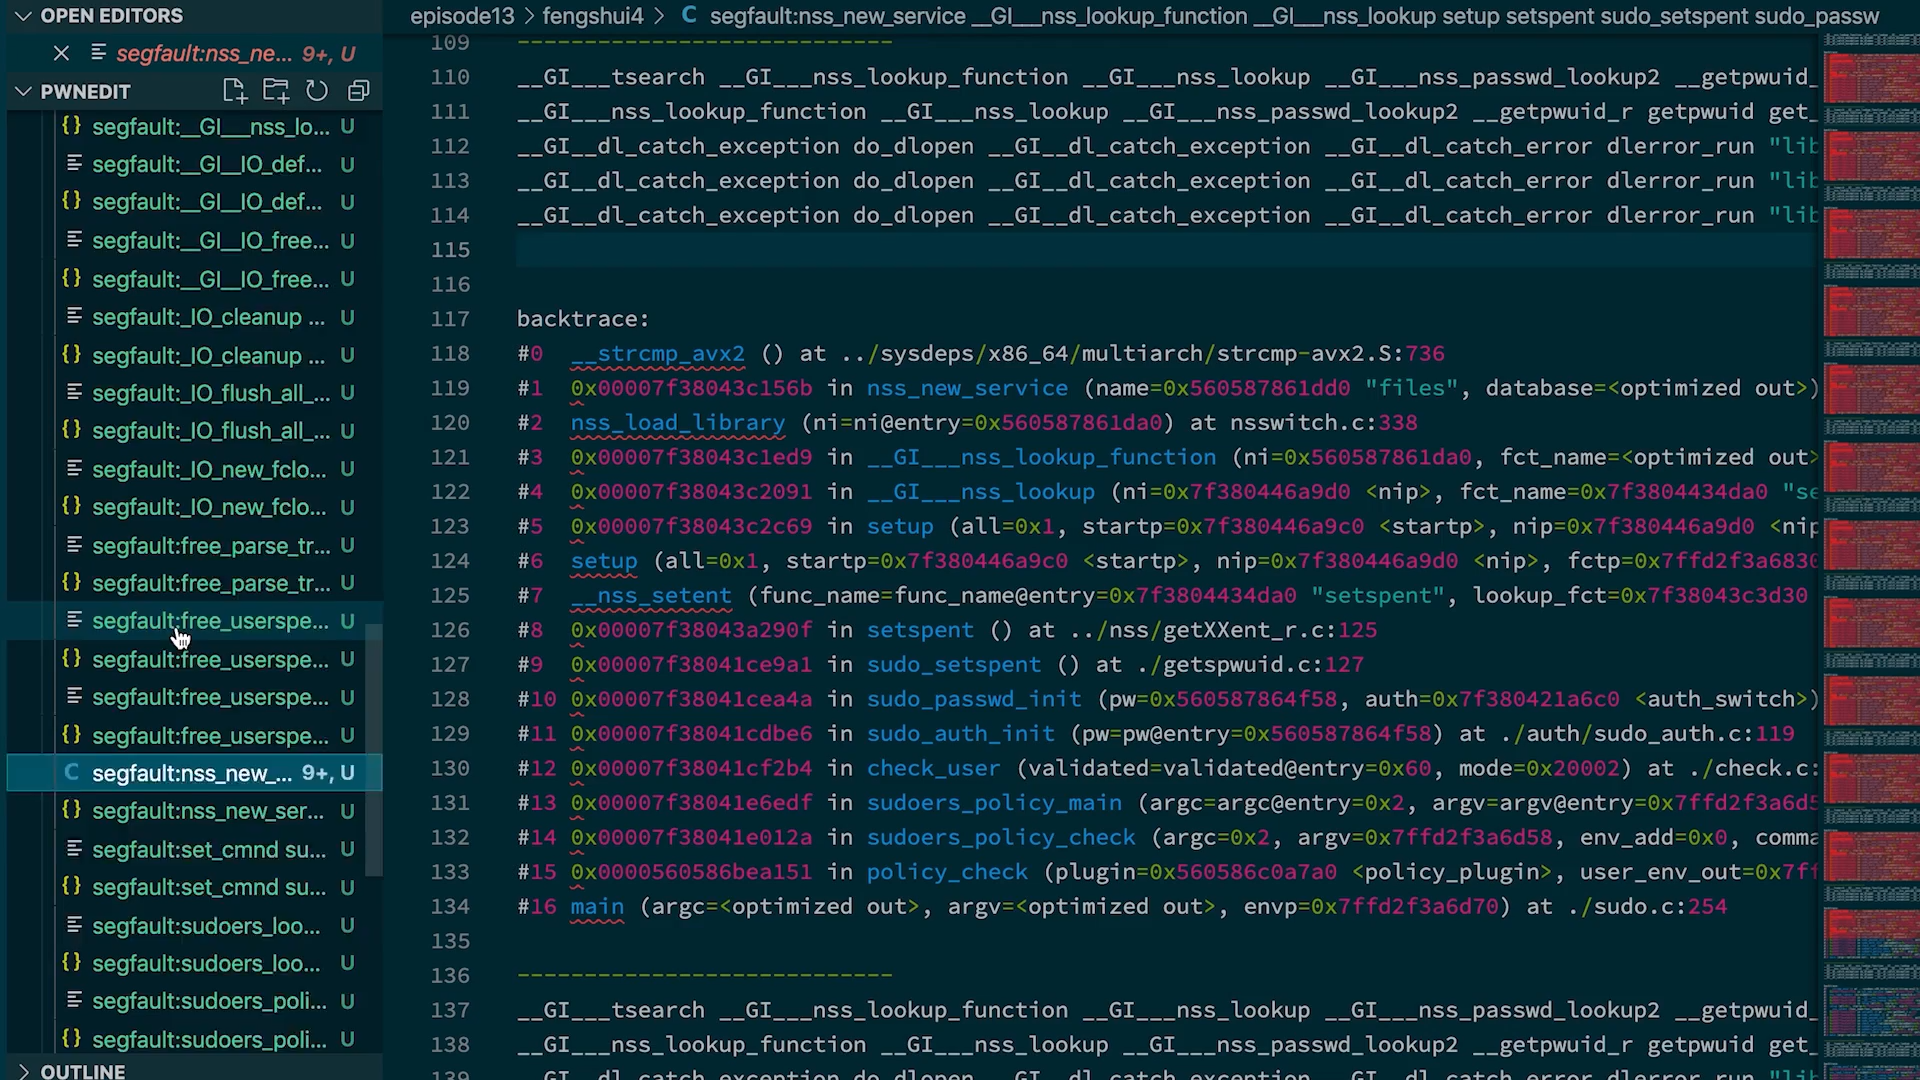 OPEN EDITORS
segfault:nss_ne... 9+, U
PWNEDIT
segfault:__GI___nss_lo... U
segfault:__GI__IO_def... U
segfault:__GI__IO_def... U
segfault:__GI__IO_free... U
segfault:__GI__IO_free... U
segfault:_IO_cleanup ... U
segfault:_IO_cleanup ... U
segfault:_IO_flush_all_... U
segfault:_IO_flush_all_... U
segfault:_IO_new_fclo... U
segfault:_IO_new_fclo... U
segfault:free_parse_tr... U
segfault:free_parse_tr... U
segfault:free_userspe... U
segfault:free_userspe... U
segfault:free_userspe... U
segfault:free_userspe... U
segfault:nss_new_... 9+, U
segfault:nss_new_ser... U
segfault:set_cmnd su... U
segfault:set_cmnd su... U
segfault:sudoers_loo... U
segfault:sudoers_loo... U
segfault:sudoers_poli... U
segfault:sudoers_poli... U
OUTLINE
episode13 > fengshui4 > C segfault:nss_new_service __GI___nss_lookup_function __GI___nss_lookup setup setspent sudo_setspent sudo_passw
109 ----------------------------
110 __GI___tsearch __GI___nss_lookup_function __GI___nss_lookup __GI___nss_passwd_lookup2 __getpwuid_
111 __GI___nss_lookup_function __GI___nss_lookup __GI___nss_passwd_lookup2 __getpwuid_r getpwuid get_
112 __GI__dl_catch_exception do_dlopen __GI__dl_catch_exception __GI__dl_catch_error dlerror_run "lib
113 __GI__dl_catch_exception do_dlopen __GI__dl_catch_exception __GI__dl_catch_error dlerror_run "lib
114 __GI__dl_catch_exception do_dlopen __GI__dl_catch_exception __GI__dl_catch_error dlerror_run "lib
115
116
117 backtrace:
118 #0 __strcmp_avx2 () at ../sysdeps/x86_64/multiarch/strcmp-avx2.S:736
119 #1 0x00007f38043c156b in nss_new_service (name=0x560587861dd0 "files", database=<optimized out>)
120 #2 nss_load_library (ni=ni@entry=0x560587861da0) at nsswitch.c:338
121 #3 0x00007f38043c1ed9 in __GI___nss_lookup_function (ni=0x560587861da0, fct_name=<optimized out>
122 #4 0x00007f38043c2091 in __GI___nss_lookup (ni=0x7f380446a9d0 <nip>, fct_name=0x7f3804434da0 "se
123 #5 0x00007f38043c2c69 in setup (all=0x1, startp=0x7f380446a9c0 <startp>, nip=0x7f380446a9d0 <nip
124 #6 setup (all=0x1, startp=0x7f380446a9c0 <startp>, nip=0x7f380446a9d0 <nip>, fctp=0x7ffd2f3a6830
125 #7 __nss_setent (func_name=func_name@entry=0x7f3804434da0 "setspent", lookup_fct=0x7f38043c3d30
126 #8 0x00007f38043a290f in setspent () at ../nss/getXXent_r.c:125
127 #9 0x00007f38041ce9a1 in sudo_setspent () at ./getspwuid.c:127
128 #10 0x00007f38041cea4a in sudo_passwd_init (pw=0x560587864f58, auth=0x7f380421a6c0 <auth_switch>)
129 #11 0x00007f38041cdbe6 in sudo_auth_init (pw=pw@entry=0x560587864f58) at ./auth/sudo_auth.c:119
130 #12 0x00007f38041cf2b4 in check_user (validated=validated@entry=0x60, mode=0x20002) at ./check.c:
131 #13 0x00007f38041e6edf in sudoers_policy_main (argc=argc@entry=0x2, argv=argv@entry=0x7ffd2f3a6d5
132 #14 0x00007f38041e012a in sudoers_policy_check (argc=0x2, argv=0x7ffd2f3a6d58, env_add=0x0, comma
133 #15 0x0000560586bea151 in policy_check (plugin=0x560586c0a7a0 <policy_plugin>, user_env_out=0x7ff
134 #16 main (argc=<optimized out>, argv=<optimized out>, envp=0x7ffd2f3a6d70) at ./sudo.c:254
135
136 ----------------------------
137 __GI___tsearch __GI___nss_lookup_function __GI___nss_lookup __GI___nss_passwd_lookup2 __getpwuid_
138 __GI___nss_lookup_function __GI___nss_lookup __GI___nss_passwd_lookup2 __getpwuid_r getpwuid get_
139 __GI__dl_catch_exception do_dlopen __GI__dl_catch_exception __GI__dl_catch_error dlerror_run "lib